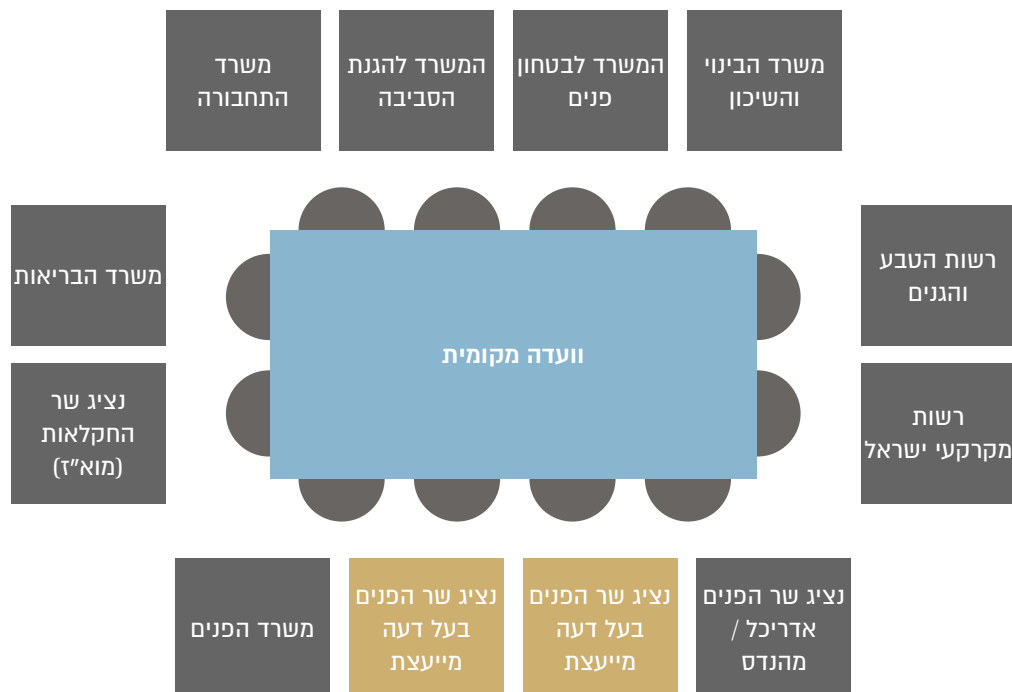 משרד הבינוי
והשיכון
המשרד לבטחון
פנים
המשרד להגנת
הסביבה
משרד
התחבורה
רשות הטבע
והגנים
משרד הבריאות
וועדה מקומית
רשות
מקרקעי ישראל
נציג שר
החקלאות
(מוא"ז)
נציג שר הפנים
אדריכל /
מהנדס
נציג שר הפנים
בעל דעה
מייעצת
נציג שר הפנים
בעל דעה
מייעצת
משרד הפנים